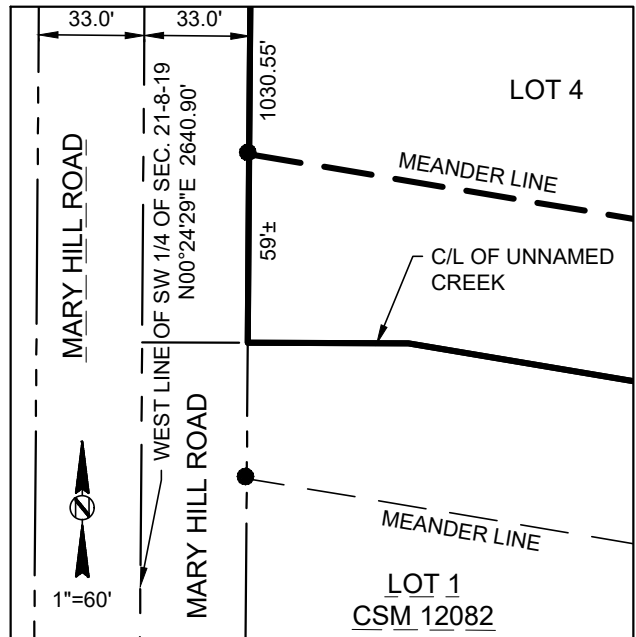 33.0'
33.0'
1030.55'
LOT 4
MARY HILL ROAD
WEST LINE OF SW 1/4 OF SEC. 21-8-19
N00°24'29"E 2640.90'
MEANDER LINE
59'±
C/L OF UNNAMED
CREEK
MARY HILL ROAD
N
MEANDER LINE
1"=60'
LOT 1
CSM 12082